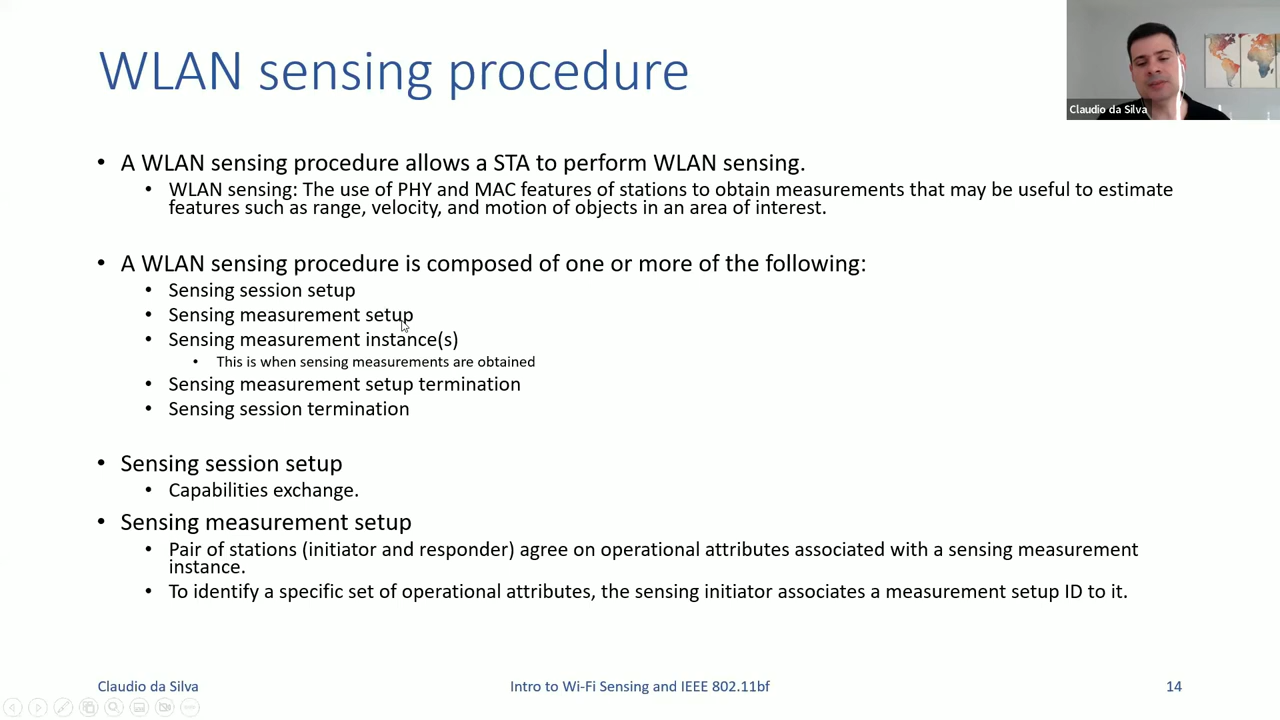 WLAN sensing procedure
Claudio da Silva
• A WLAN sensing procedure allows a STA to perform WLAN sensing.
• WLAN sensing: The use of PHY and MAC features of stations to obtain measurements that may be useful to estimate
features such as range, velocity, and motion of objects in an area of interest.
• A WLAN sensing procedure is composed of one or more of the following:
• Sensing session setup
• Sensing measurement setup
• Sensing measurement instance(s)
• This is when sensing measurements are obtained
• Sensing measurement setup termination
• Sensing session termination
• Sensing session setup
• Capabilities exchange.
• Sensing measurement setup
• Pair of stations (initiator and responder) agree on operational attributes associated with a sensing measurement
instance.
• To identify a specific set of operational attributes, the sensing initiator associates a measurement setup ID to it.
Claudio da Silva
Intro to Wi-Fi Sensing and IEEE 802.11bf
14